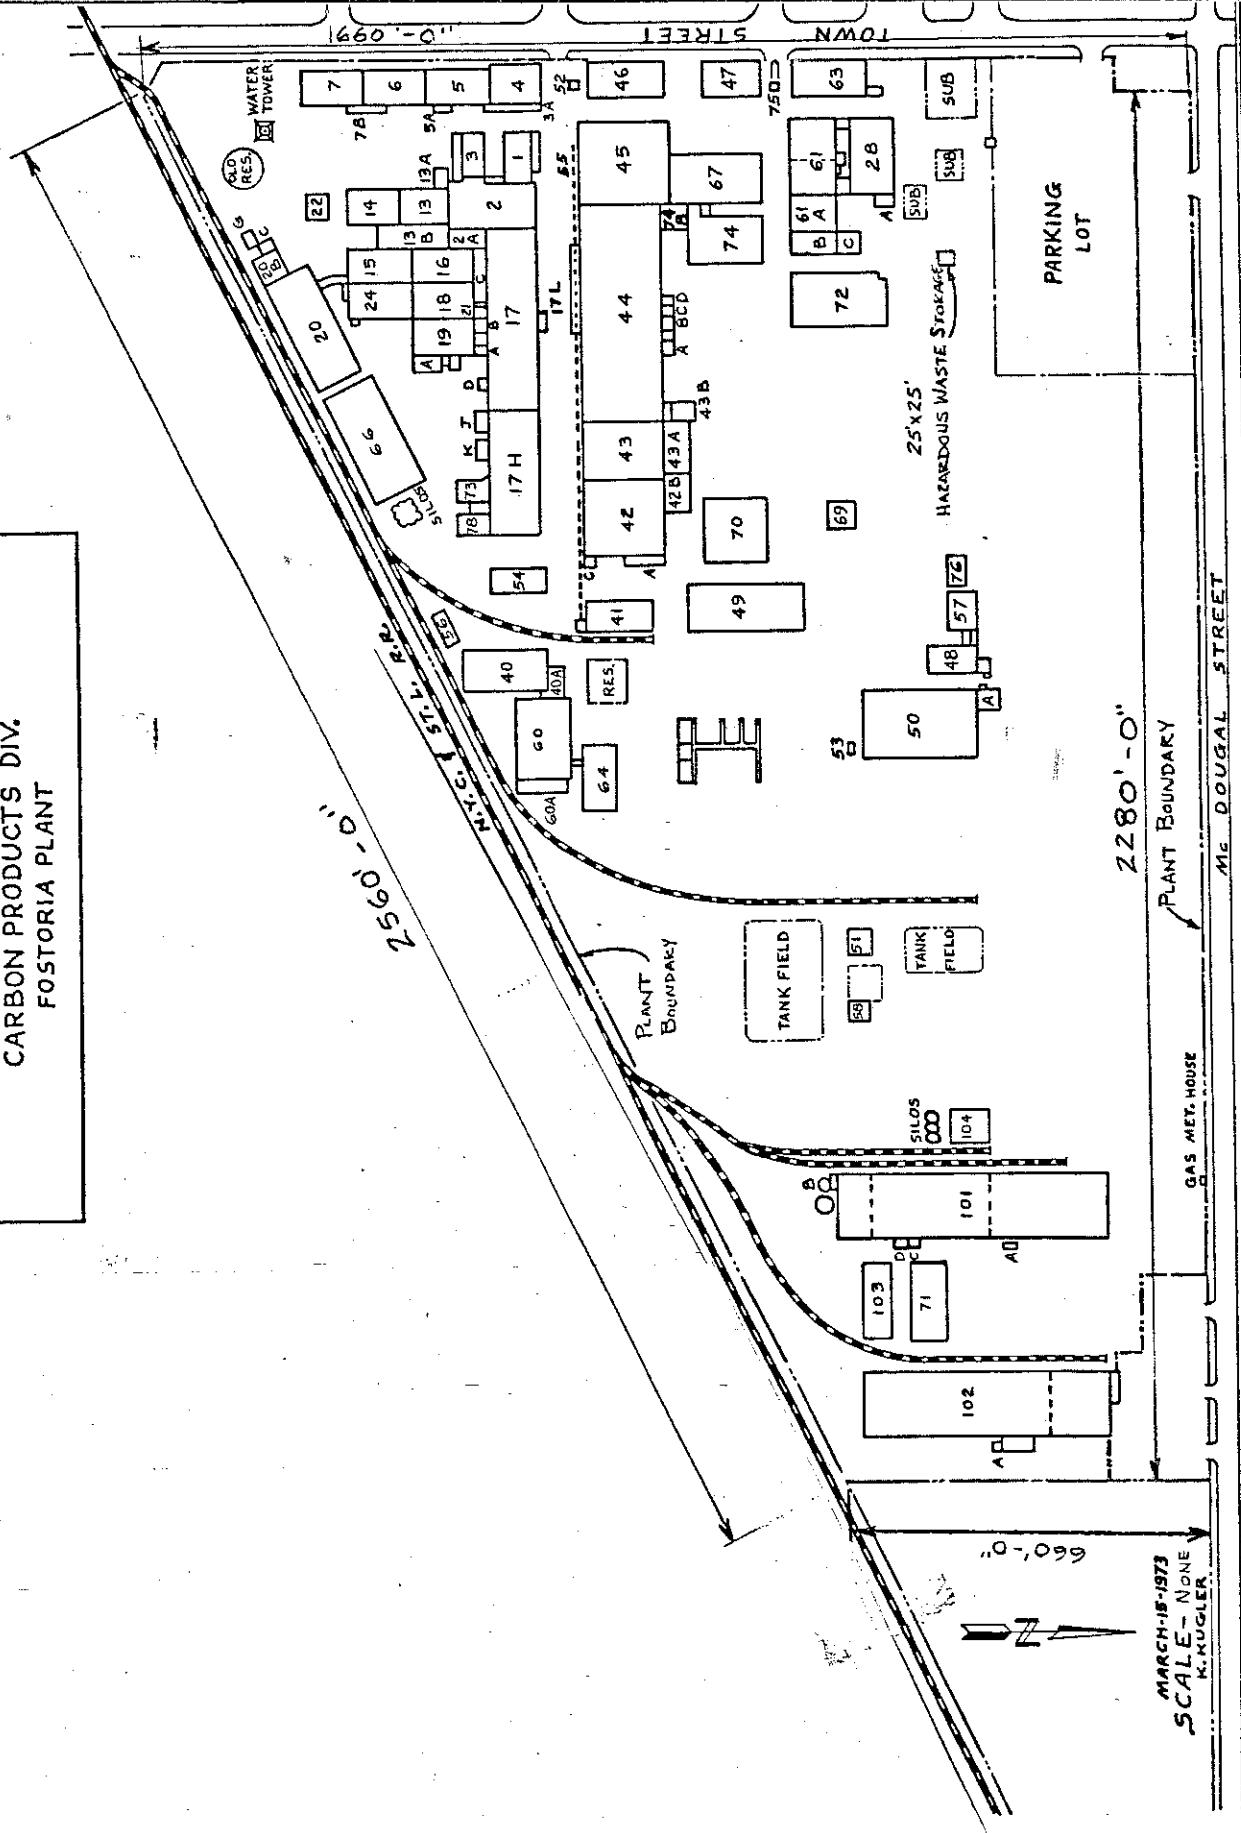 CARBON PRODUCTS DIV.
FOSTORIA PLANT
TOWN STREET
1660'-0"
WATER
TOWER
OLD
RES.
7
6
5
4
52
46
47
75
63
SUB
7B
5A
3A
3
1
13A
55
45
67
61
28
SUB
22
14
13
2
74
B
74
61
A
A
SUB
G
C
20
B
13
B
2
A
B
C
15
16
C
24
18
21
17
17L
44
BCD
A
72
PARKING
LOT
20
19
B
A
A
D
J
K
43B
25'x25'
HAZARDOUS WASTE STORAGE
66
SILOS
17H
73
78
43
43A
42
42B
70
69
C
A
54
41
49
76
57
48
56
N.Y.C. & ST.L. R.R.
40
40A
RES.
60
60A
64
50
A
53
2560'-0"
2280'-0"
PLANT BOUNDARY
Mc DOUGAL STREET
PLANT
BOUNDARY
TANK FIELD
51
58
TANK
FIELD
SILOS
104
GAS MET. HOUSE
B
101
D
C
A
103
71
102
A
660'-0"
N
MARCH-15-1973
SCALE - NONE
K. KUGLER